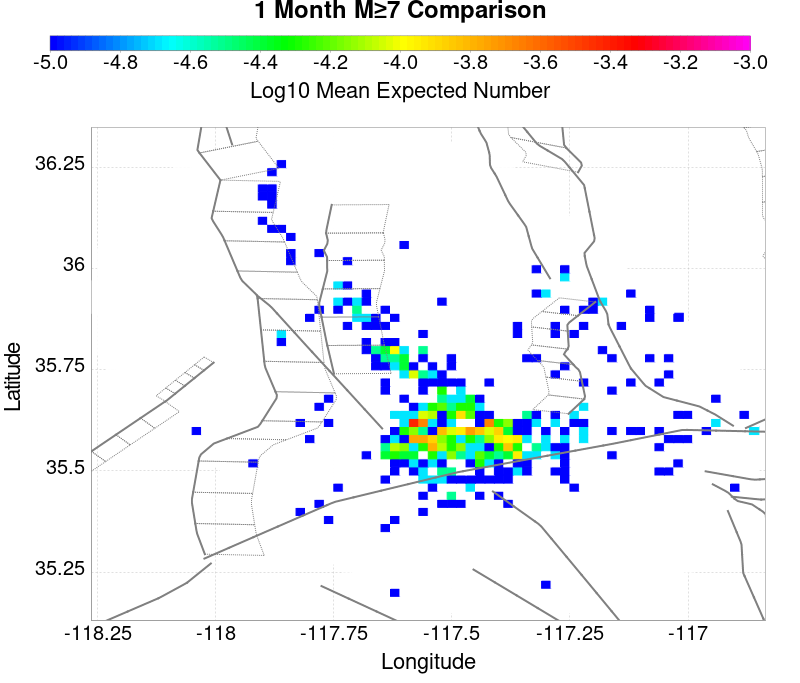 1 Month M≥7 Comparison
-5.0 -4.8 -4.6 -4.4 -4.2 -4.0 -3.8 -3.6 -3.4 -3.2 -3.0
Log10 Mean Expected Number
36.25
36
35.75
35.5
35.25
Latitude
-118.25 -118 -117.75 -117.5 -117.25 -117
Longitude